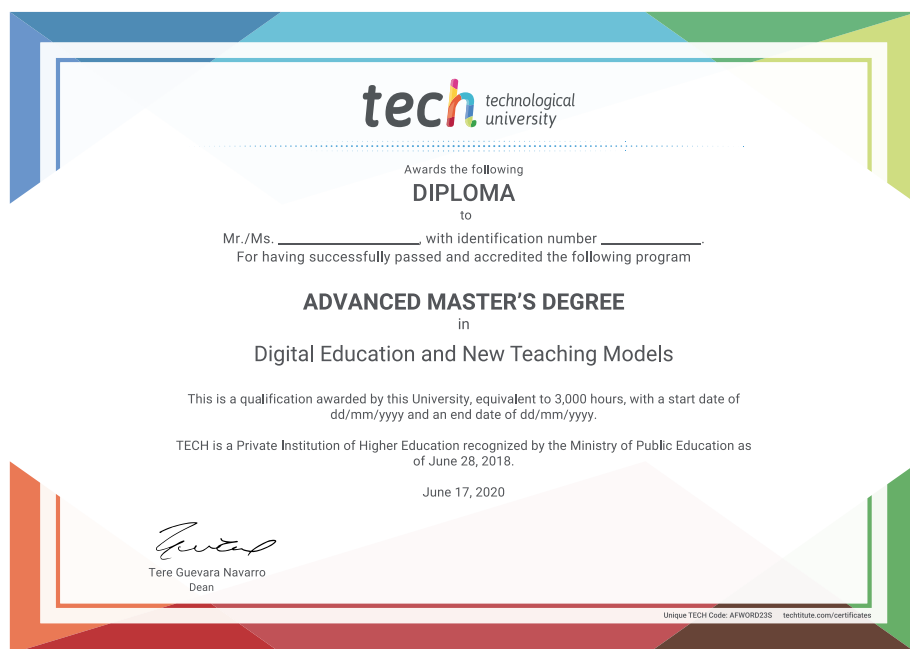 tech technological
university
Awards the following
DIPLOMA
to
Mr./Ms. ____________________, with identification number ______________.
For having successfully passed and accredited the following program
ADVANCED MASTER'S DEGREE
in
Digital Education and New Teaching Models
This is a qualification awarded by this University, equivalent to 3,000 hours, with a start date of
dd/mm/yyyy and an end date of dd/mm/yyyy.
TECH is a Private Institution of Higher Education recognized by the Ministry of Public Education as
of June 28, 2018.
June 17, 2020
Tere Guevara Navarro
Dean
Unique TECH Code: AFWORD23S techtitute.com/certificates